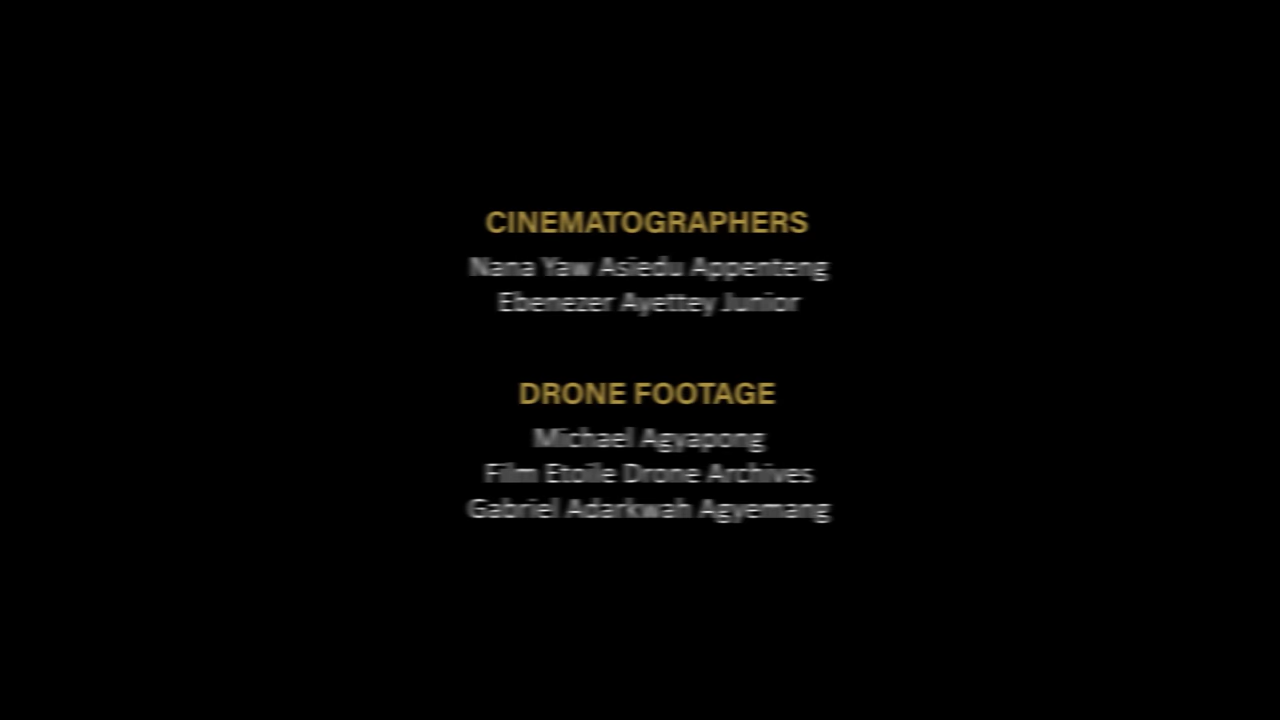 CINEMATOGRAPHERS
Nana Yaw Asiedu Appenteng
Ebenezer Ayettey Junior
DRONE FOOTAGE
Michael Agyapong
Film Etoile Drone Archives
Gabriel Adarkwah Agyemang